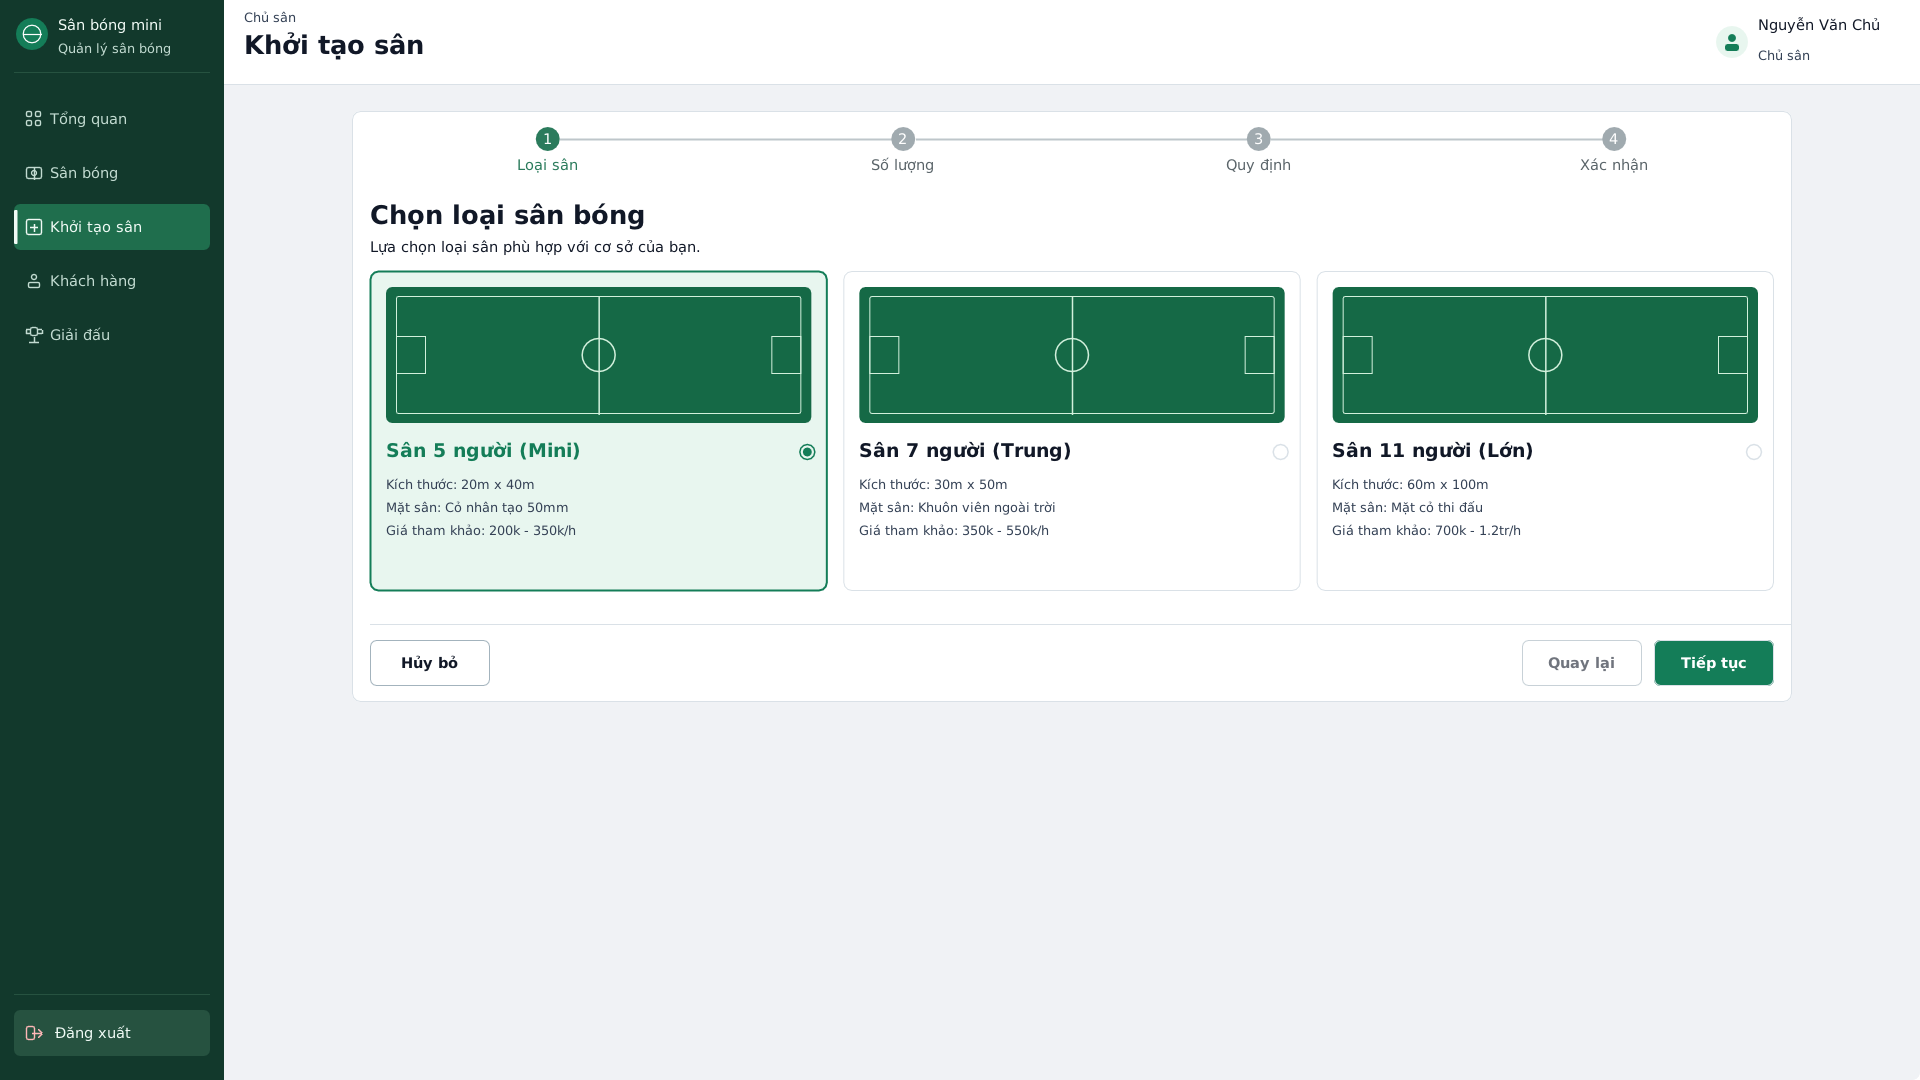 Sân bóng mini
Quản lý sân bóng
Tổng quan
Sân bóng
Khởi tạo sân
Khách hàng
Giải đấu
Đăng xuất
Chủ sân
Khởi tạo sân
Nguyễn Văn Chủ
Chủ sân
1
2
3
4
Loại sân
Số lượng
Quy định
Xác nhận
Chọn loại sân bóng
Lựa chọn loại sân phù hợp với cơ sở của bạn.
Sân 5 người (Mini)
Kích thước: 20m x 40m
Mặt sân: Cỏ nhân tạo 50mm
Giá tham khảo: 200k - 350k/h
Sân 7 người (Trung)
Kích thước: 30m x 50m
Mặt sân: Khuôn viên ngoài trời
Giá tham khảo: 350k - 550k/h
Sân 11 người (Lớn)
Kích thước: 60m x 100m
Mặt sân: Mặt cỏ thi đấu
Giá tham khảo: 700k - 1.2tr/h
Hủy bỏ
Quay lại
Tiếp tục